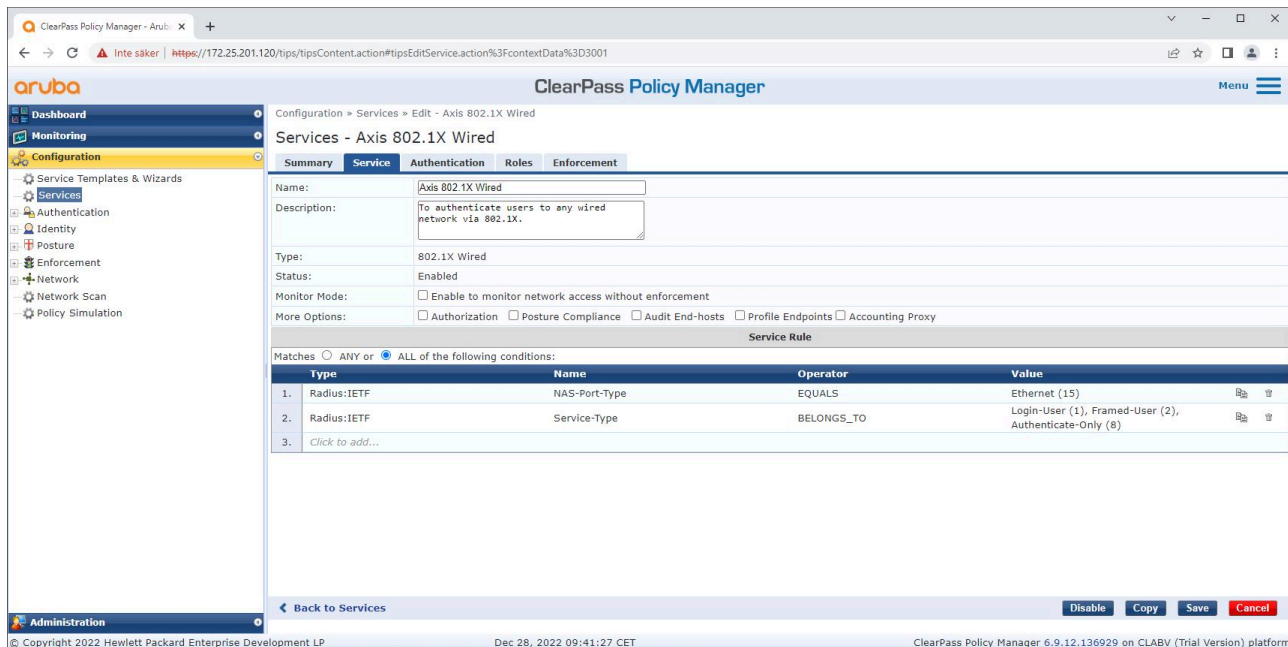 ClearPass Policy Manager - Arub
Inte säker | https://172.25.201.120/tips/tipsContent.action#tipsEditService.action%3FcontextData%3D3001
aruba
ClearPass Policy Manager
Menu
Dashboard
Monitoring
Configuration
Service Templates & Wizards
Services
Authentication
Identity
Posture
Enforcement
Network
Network Scan
Policy Simulation
Administration
Configuration » Services » Edit - Axis 802.1X Wired
Services - Axis 802.1X Wired
Summary Service Authentication Roles Enforcement
Name: Axis 802.1X Wired
Description: To authenticate users to any wired
network via 802.1X.
Type: 802.1X Wired
Status: Enabled
Monitor Mode: Enable to monitor network access without enforcement
More Options: Authorization Posture Compliance Audit End-hosts Profile Endpoints Accounting Proxy
Service Rule
Matches ANY or ALL of the following conditions:
Type Name Operator Value
1. Radius:IETF NAS-Port-Type EQUALS Ethernet (15)
2. Radius:IETF Service-Type BELONGS_TO Login-User (1), Framed-User (2),
Authenticate-Only (8)
3. Click to add...
Back to Services
Disable Copy Save Cancel
© Copyright 2022 Hewlett Packard Enterprise Development LP Dec 28, 2022 09:41:27 CET ClearPass Policy Manager 6.9.12.136929 on CLABV (Trial Version) platform